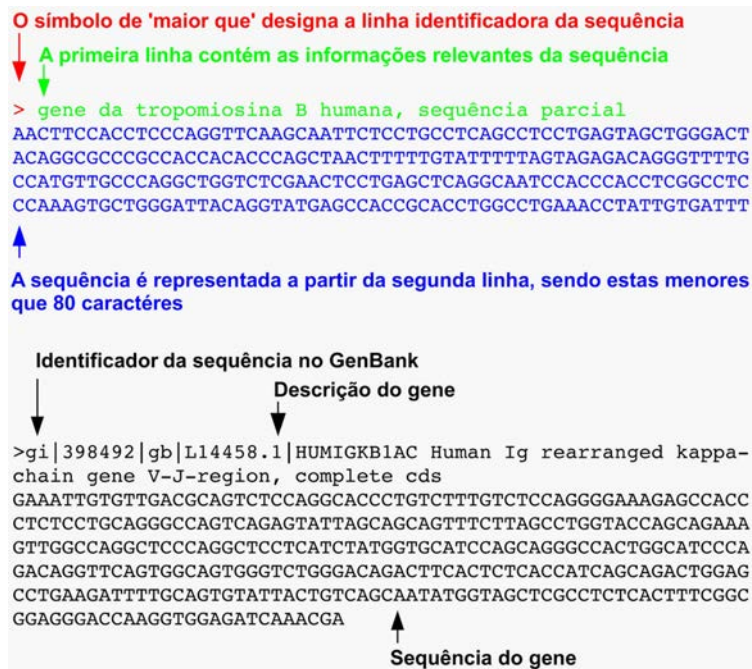 O símbolo de 'maior que' designa a linha identificadora da sequência
A primeira linha contém as informações relevantes da sequência
> gene da tropomiosina B humana, sequência parcial
AACTTCCACCTCCCAGGTTCAAGCAATTCTCCTGCCTCAGCCTCCTGAGTAGCTGGGACT
ACAGGCGCCCGCCACCACACCCAGCTAACTTTTTGTATTTTTAGTAGAGACAGGGTTTTG
CCATGTTGCCCAGGCTGGTCTCGAACTCCTGAGCTCAGGCAATCCACCCACCTCGGCCTC
CCAAAGTGCTGGGATTACAGGTATGAGCCACCGCACCTGGCCTGAAACCTATTGTGATTT
A sequência é representada a partir da segunda linha, sendo estas menores
que 80 caractéres
Identificador da sequência no GenBank
Descrição do gene
>gi|398492|gb|L14458.1|HUMIGKB1AC Human Ig rearranged kappa-
chain gene V-J-region, complete cds
GAAATTGTGTTGACGCAGTCTCCAGGCACCCTGTCTTTGTCTCCAGGGGAAAGAGCCACC
CTCTCCTGCAGGGCCAGTCAGAGTATTAGCAGCAGTTTCTTAGCCTGGTACCAGCAGAAA
GTTGGCCAGGCTCCCAGGCTCCTCATCTATGGTGCATCCAGCAGGGCCACTGGCATCCCA
GACAGGTTCAGTGGCAGTGGGTCTGGGACAGACTTCACTCTCACCATCAGCAGACTGGAG
CCTGAAGATTTTGCAGTGTATTACTGTCAGCAATATGGTAGCTCGCCTCTCACTTTCGGC
GGAGGGACCAAGGTGGAGATCAAACGA
Sequência do gene